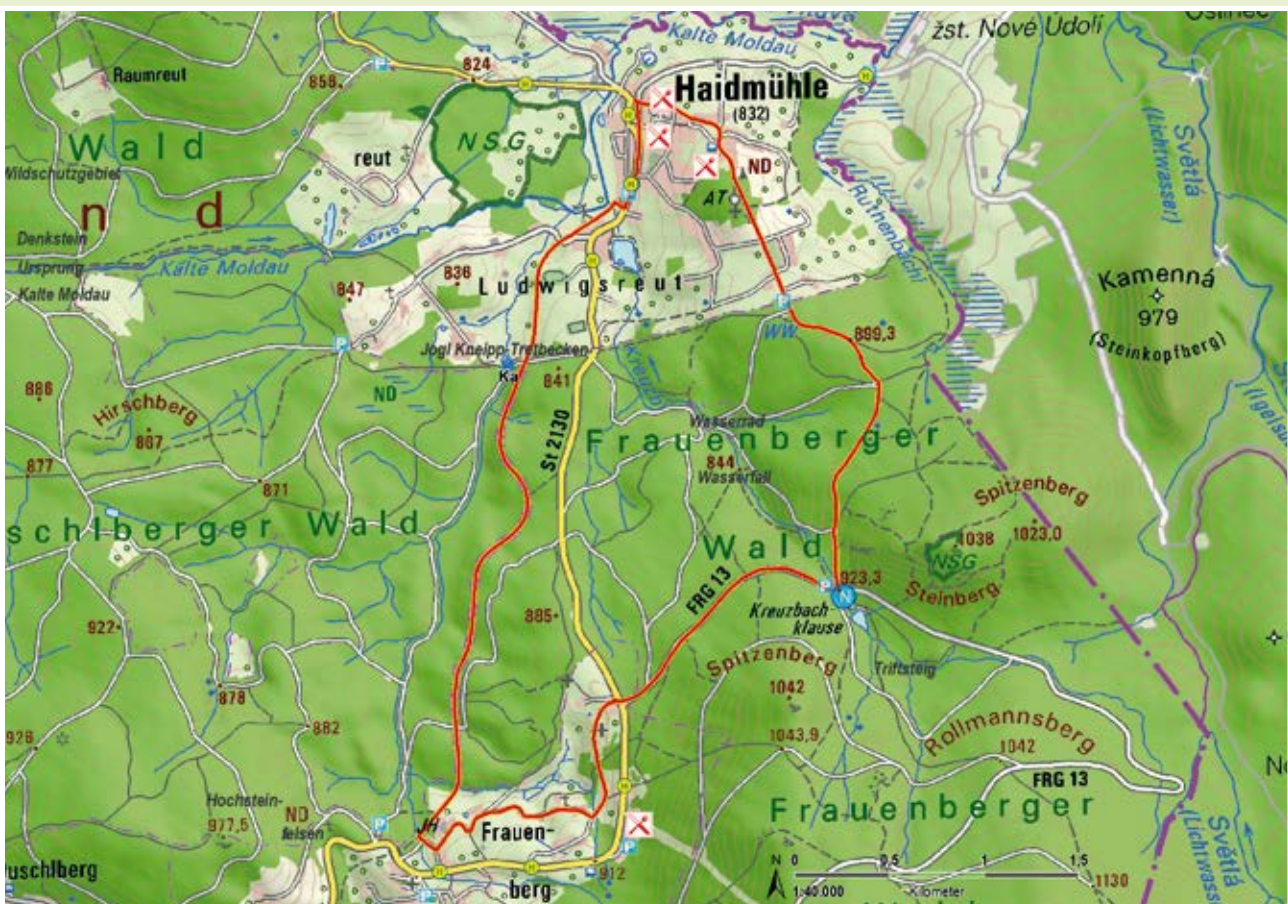 Oslinec
žst. Nové Údolí
Kalte Moldau
824
858
Raumreut
Haidmühle
(832)
Wald
NSG
reut
ND
Wildschutzgebiet
AT
n d
Denkstein
Ursprung
Kalte Moldau
Kalte Moldau
(Ruthenbach)
Světlá
(Lichtwasser)
836
847
Ludwigsreut
Kamenná
979
(Steinkopfberg)
P
WW
899,3
Jogl Kneipp-Tretbecken
Ka
841
Kreuzb
886
ND
Hirschberg
867
877
871
St 2130
Wasserrad
Frauenberger
844
Wasserfall
schlberger Wald
Spitzenberg
1038
1023,0
NSG
Steinberg
Wald
FRG 13
P
923,3
N
Kreuzbach-
klause
922
885
Triftsteig
Spitzenberg
1042
878
882
926
1043,9
Rollmannsberg
1042
FRG 13
Hochstein-
977,5
felsen
ND
JH
Frauen-
berg
912
Frauenberger
Světlá
(Lichtwass
uschlberg
N
0 0,5 1 1,5
1:40.000
Kilometer
1130